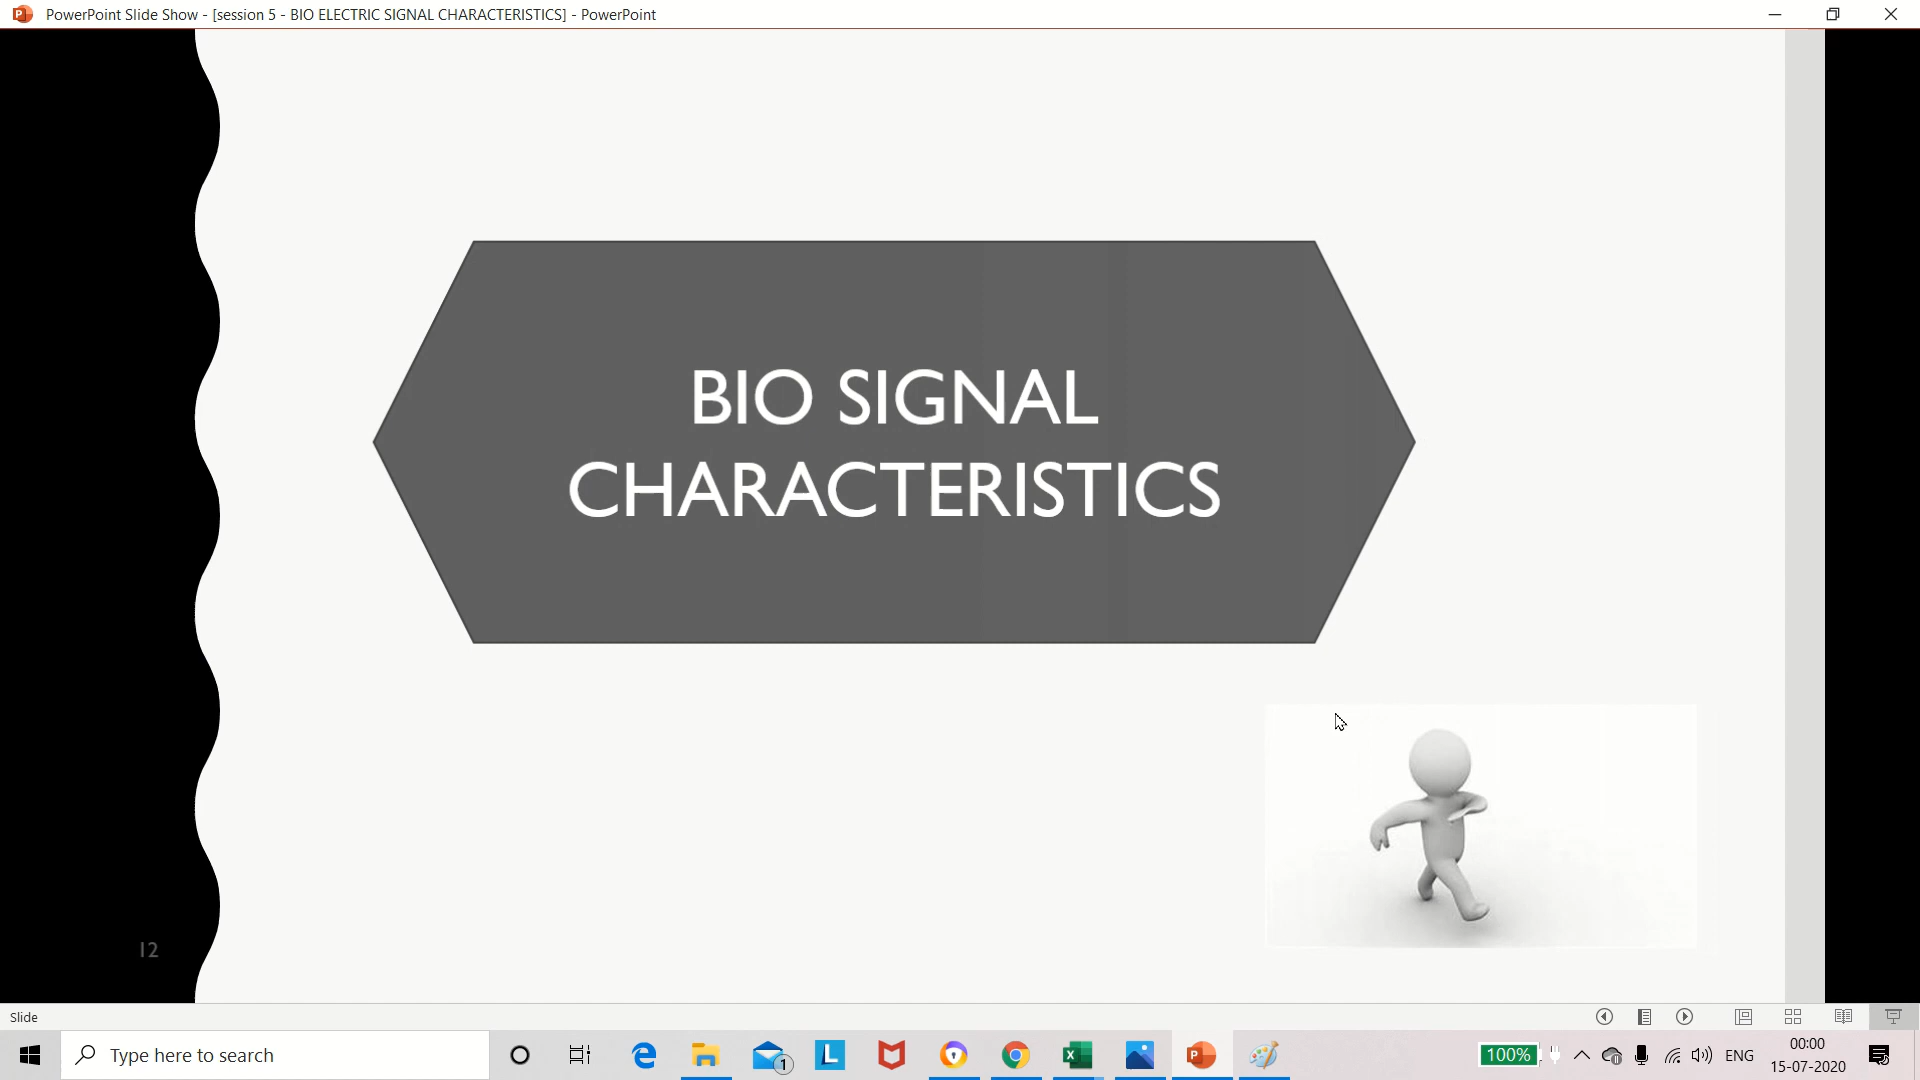 PowerPoint Slide Show - [session 5 - BIO ELECTRIC SIGNAL CHARACTERISTICS] - PowerPoint
BIO SIGNAL
CHARACTERISTICS
12
Slide
Type here to search
1
L
100%
ENG
00:00
15-07-2020